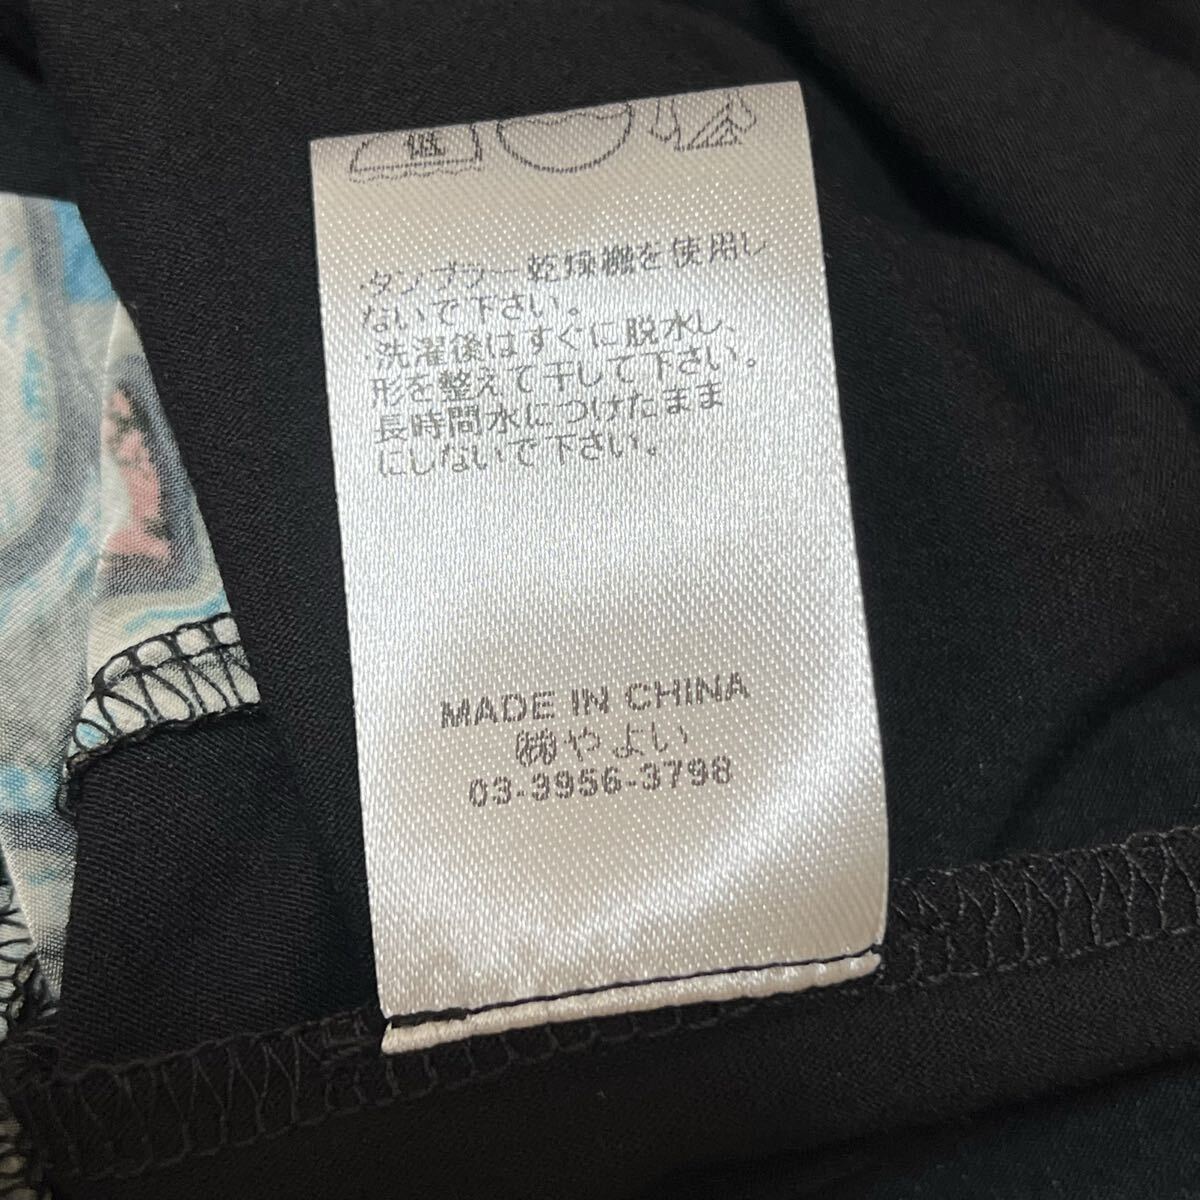 低
・タンブラー乾燥機を使用し
ないで下さい。
・洗濯後はすぐに脱水し、
形を整えて干して下さい。
長時間水につけたまま
にしないで下さい。
MADE IN CHINA
㈱やよい
03-3956-3798